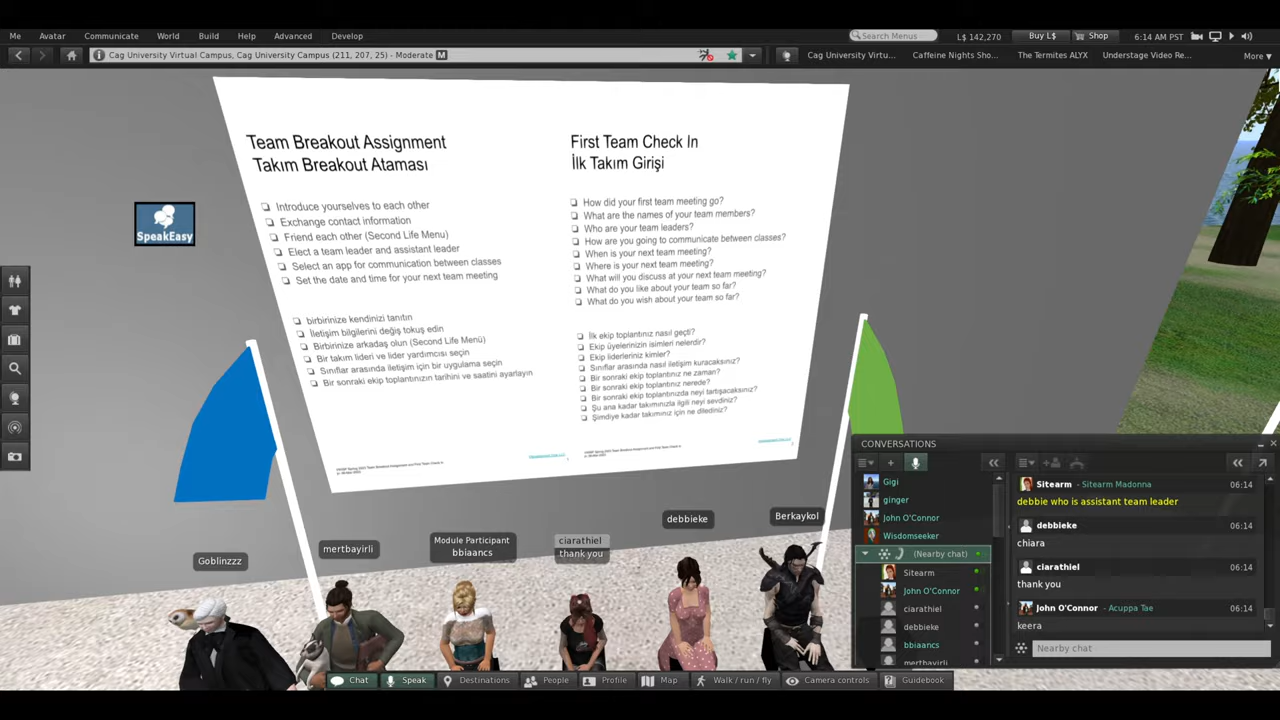 Me Avatar Communicate World Build Help Advanced Develop
Search Menus L$ 142,270 Buy L$ Shop 6:14 AM PST
Cag University Virtual Campus, Cag University Campus (211, 207, 25) - Moderate M
Cag University Virtu... Caffeine Nights Sho... The Termites ALYX Understage Video Re... More ▼
Team Breakout Assignment
Takım Breakout Ataması
Introduce yourselves to each other
Exchange contact information
Friend each other (Second Life Menu)
Elect a team leader and assistant leader
Select an app for communication between classes
Set the date and time for your next team meeting
birbirinize kendinizi tanıtın
İletişim bilgilerini değiş tokuş edin
Birbirinize arkadaş olun (Second Life Menü)
Bir takım lideri ve lider yardımcısı seçin
Sınıflar arasında iletişim için bir uygulama seçin
Bir sonraki ekip toplantınızın tarihini ve saatini ayarlayın
First Team Check In
İlk Takım Girişi
How did your first team meeting go?
What are the names of your team members?
Who are your team leaders?
How are you going to communicate between classes?
When is your next team meeting?
Where is your next team meeting?
What will you discuss at your next team meeting?
What do you like about your team so far?
What do you wish about your team so far?
İlk ekip toplantınız nasıl geçti?
Ekip üyelerinizin isimleri nelerdir?
Ekip liderleriniz kimler?
Sınıflar arasında nasıl iletişim kuracaksınız?
Bir sonraki ekip toplantınız ne zaman?
Bir sonraki ekip toplantınız nerede?
Bir sonraki ekip toplantınızda neyi tartışacaksınız?
Şu ana kadar takımınızla ilgili neyi sevdiniz?
Şimdiye kadar takımınız için ne dilediniz?
SpeakEasy
Goblinzzz
mertbayirli
Module Participant
bbiaancs
ciarathiel
thank you
debbieke
Berkaykol
CONVERSATIONS
Gigi
ginger
John O'Connor
Wisdomseeker
(Nearby chat)
Sitearm
John O'Connor
ciarathiel
debbieke
bbiaancs
mertbayirli
Sitearm - Sitearm Madonna 06:14
debbie who is assistant team leader
debbieke 06:14
chiara
ciarathiel 06:14
thank you
John O'Connor - Acuppa Tae 06:14
keera
Nearby chat
Chat Speak Destinations People Profile Map Walk / run / fly Camera controls Guidebook